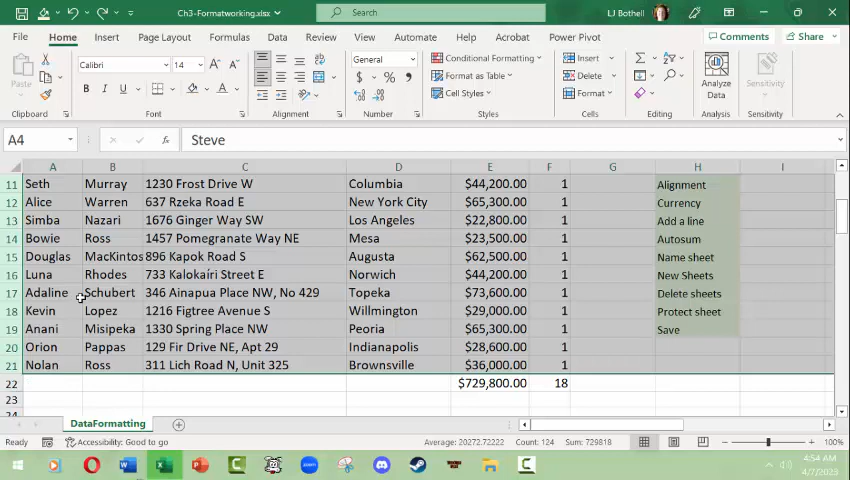 Ch3-Formatworking.xlsx
Search
LJ Bothell
File Home Insert Page Layout Formulas Data Review View Automate Help Acrobat Power Pivot Comments Share
Paste
Calibri 14
B I U
General
Conditional Formatting
Format as Table
Cell Styles
Insert
Delete
Format
Analyze Data
Sensitivity
Clipboard Font Alignment Number Styles Cells Editing Analysis Sensitivity
A4 fx Steve
A B C D E F G H I
11 Seth Murray 1230 Frost Drive W Columbia $44,200.00 1 Alignment
12 Alice Warren 637 Rzeka Road E New York City $65,300.00 1 Currency
13 Simba Nazari 1676 Ginger Way SW Los Angeles $22,800.00 1 Add a line
14 Bowie Ross 1457 Pomegranate Way NE Mesa $23,500.00 1 Autosum
15 Douglas MacKintos 896 Kapok Road S Augusta $62,500.00 1 Name sheet
16 Luna Rhodes 733 Kalokairi Street E Norwich $44,200.00 1 New Sheets
17 Adaline Schubert 346 Ainapua Place NW, No 429 Topeka $73,600.00 1 Delete sheets
18 Kevin Lopez 1216 Figtree Avenue S Willmington $29,000.00 1 Protect sheet
19 Anani Misipeka 1330 Spring Place NW Peoria $65,300.00 1 Save
20 Orion Pappas 129 Fir Drive NE, Apt 29 Indianapolis $28,600.00 1
21 Nolan Ross 311 Lich Road N, Unit 325 Brownsville $36,000.00 1
22 $729,800.00 18
23
24
DataFormatting
Ready Accessibility: Good to go Average: 20272.72222 Count: 124 Sum: 729818 100%
4:54 AM
4/7/2023